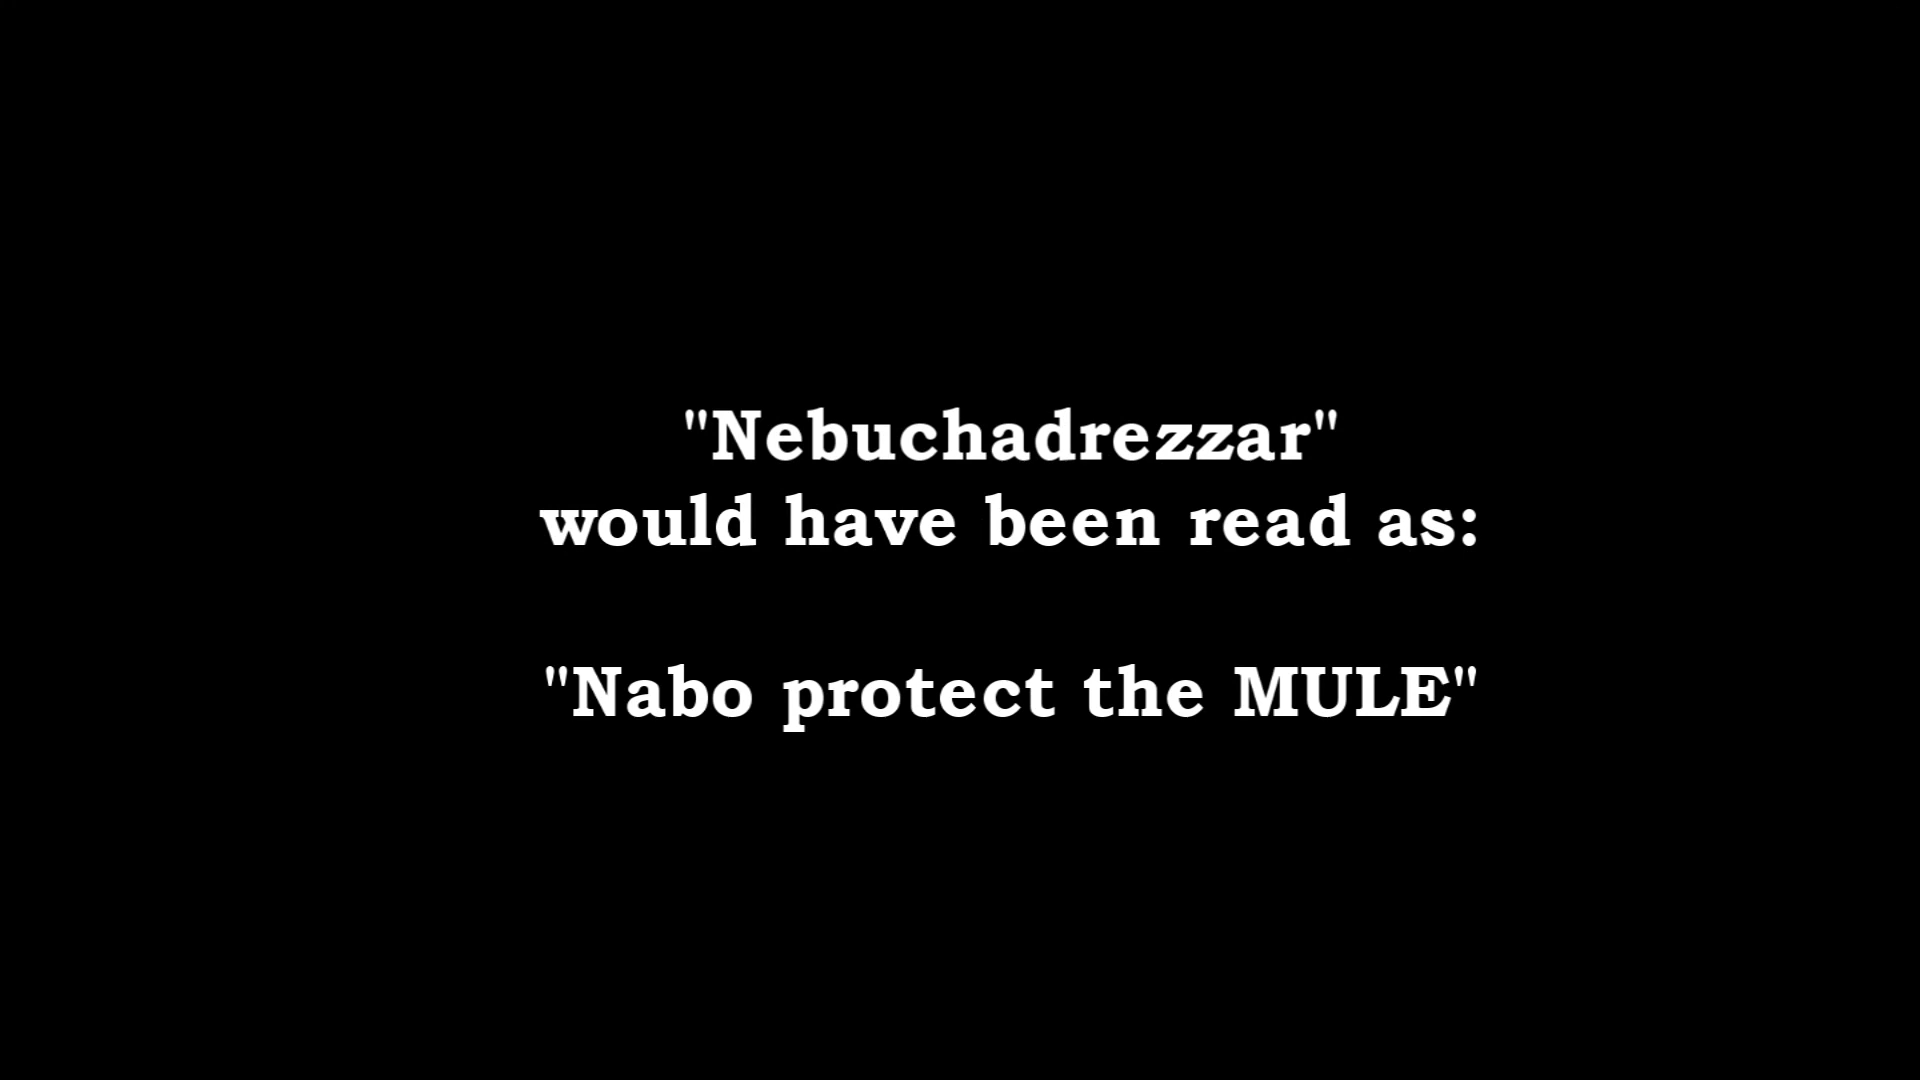 "Nebuchadrezzar"
would have been read as:
"Nabo protect the MULE"